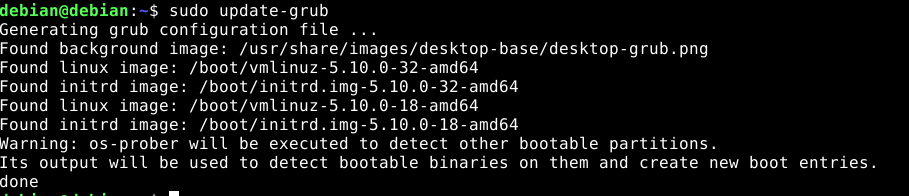 debian@debian:~$ sudo update-grub
Generating grub configuration file ...
Found background image: /usr/share/images/desktop-base/desktop-grub.png
Found linux image: /boot/vmlinuz-5.10.0-32-amd64
Found initrd image: /boot/initrd.img-5.10.0-32-amd64
Found linux image: /boot/vmlinuz-5.10.0-18-amd64
Found initrd image: /boot/initrd.img-5.10.0-18-amd64
Warning: os-prober will be executed to detect other bootable partitions.
Its output will be used to detect bootable binaries on them and create new boot entries.
done